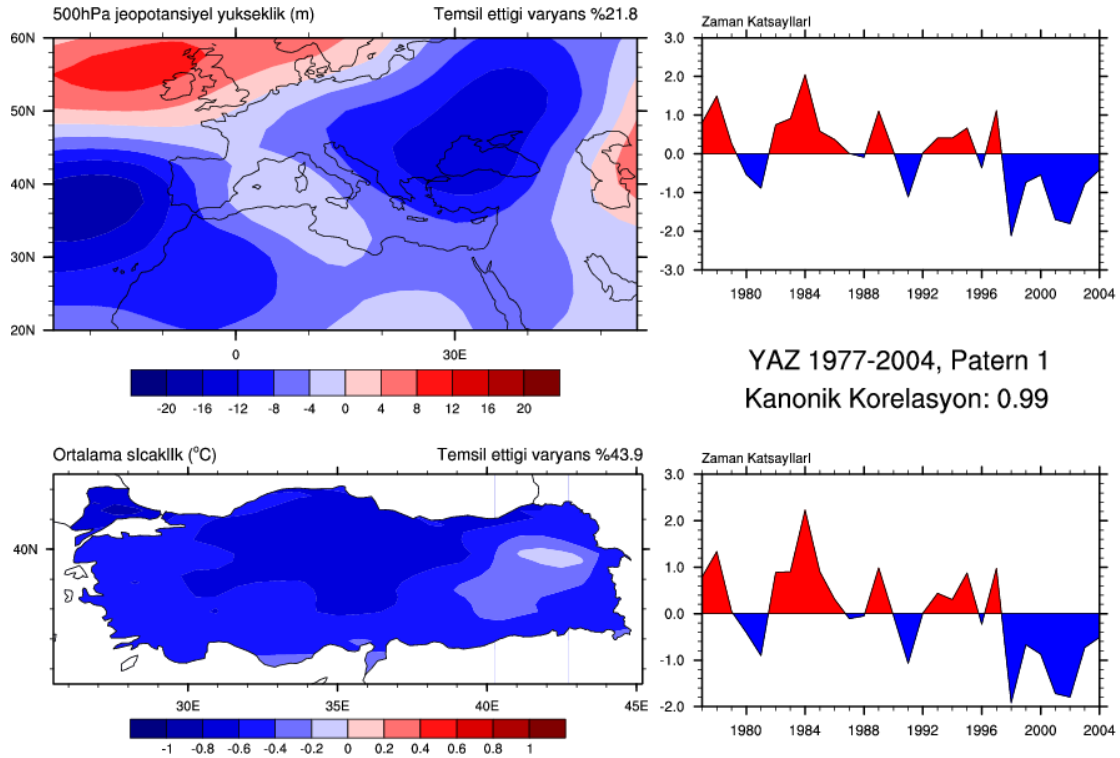 500hPa jeopotansiyel yukseklik (m) Temsil ettigi varyans %21.8
60N
50N
40N
30N
20N
0 30E
-20 -16 -12 -8 -4 0 4 8 12 16 20
Zaman KatsayIlarI
3.0
2.0
1.0
0.0
-1.0
-2.0
-3.0
1980 1984 1988 1992 1996 2000 2004
YAZ 1977-2004, Patern 1
Kanonik Korelasyon: 0.99
Ortalama sIcaklIk (°C) Temsil ettigi varyans %43.9
40N
30E 35E 40E 45E
-1 -0.8 -0.6 -0.4 -0.2 0 0.2 0.4 0.6 0.8 1
Zaman KatsayIlarI
3.0
2.0
1.0
0.0
-1.0
-2.0
1980 1984 1988 1992 1996 2000 2004